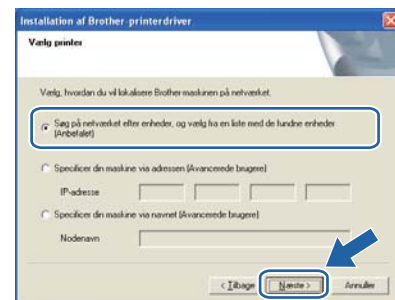 Installation af Brother-printerdriver
Vælg printer
Vælg, hvordan du vil lokalisere Brother maskinen på netværket.
Søg på netværket efter enheder, og vælg fra en liste med de fundne enheder
(Anbefalet)
Specificer din maskine via adressen (Avancerede brugere)
IP-adresse
Specificer din maskine via navnet (Avancerede brugere)
Nodenavn
< Tilbage
Næste >
Annuller